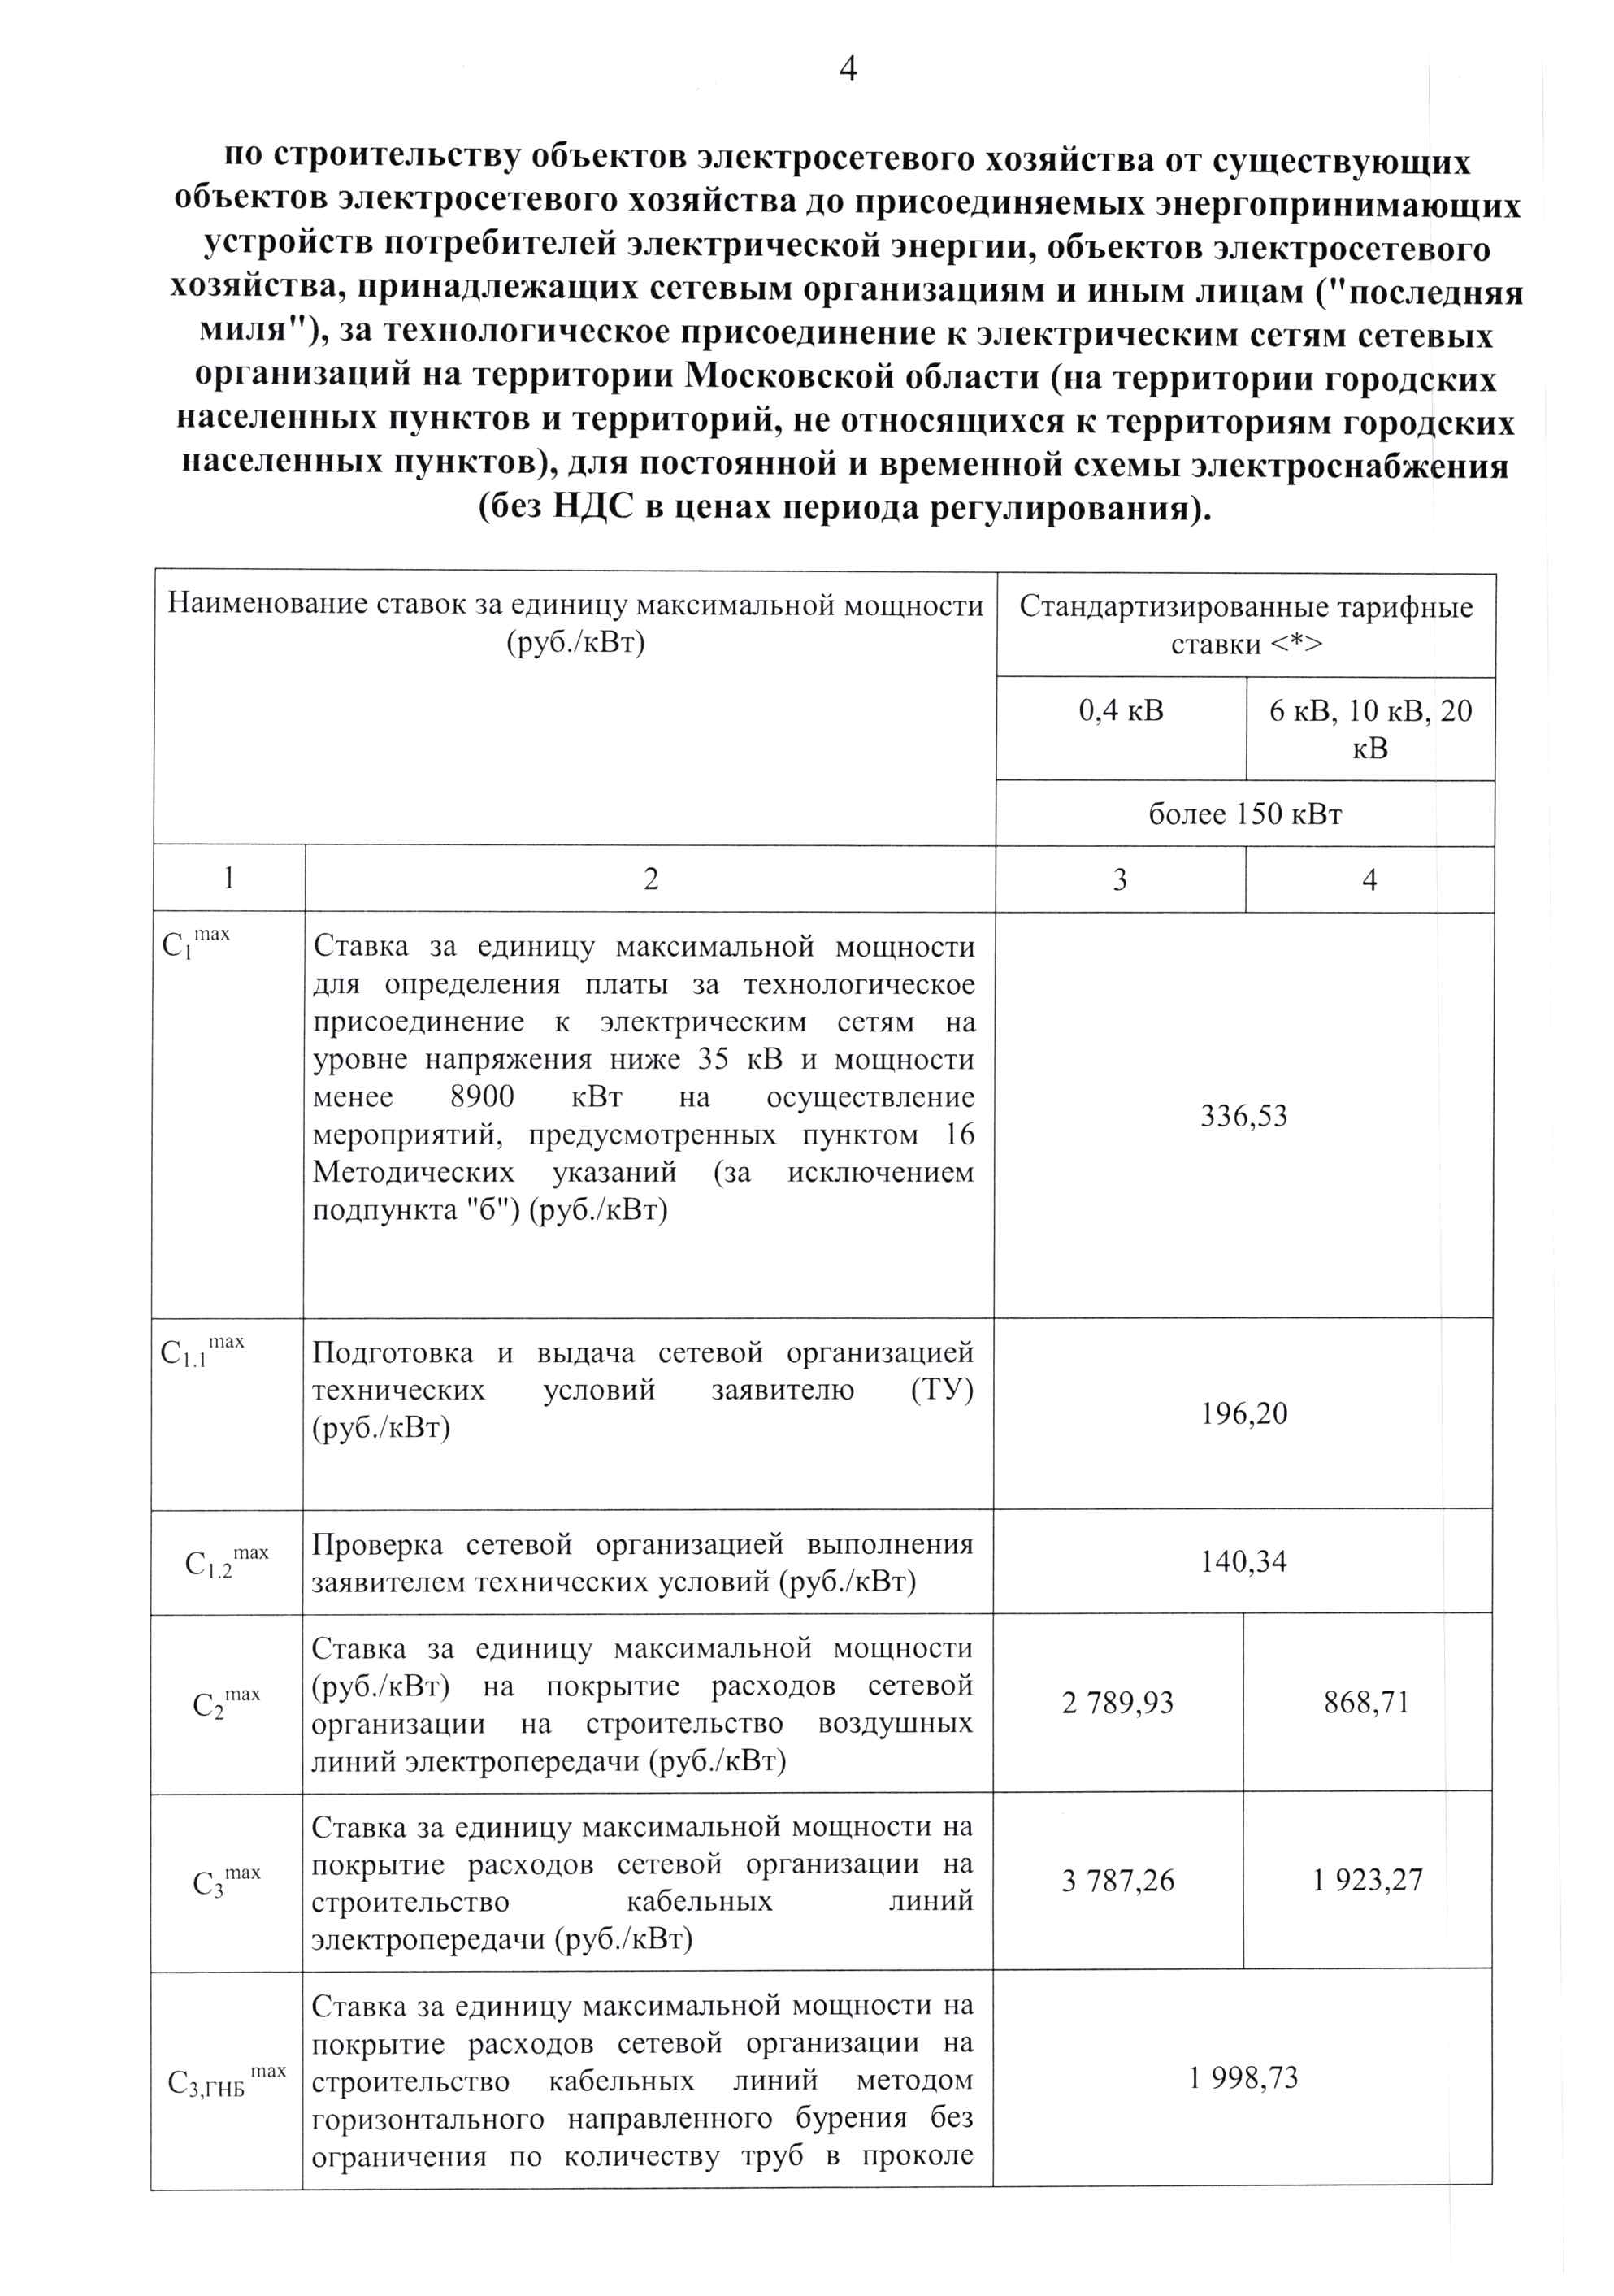 4
по строительству объектов электросетевого хозяйства от существующих
объектов электросетевого хозяйства до присоединяемых энергопринимающих
устройств потребителей электрической энергии, объектов электросетевого
хозяйства, принадлежащих сетевым организациям и иным лицам ("последняя
миля"), за технологическое присоединение к электрическим сетям сетевых
организаций на территории Московской области (на территории городских
населенных пунктов и территорий, не относящихся к территориям городских
населенных пунктов), для постоянной и временной схемы электроснабжения
(без НДС в ценах периода регулирования).
Наименование ставок за единицу максимальной мощности
(руб./кВт)
Стандартизированные тарифные
ставки <*>
0,4 кВ
6 кВ, 10 кВ, 20
кВ
более 150 кВт
1
2
3
4
C1max
Ставка за единицу максимальной мощности
для определения платы за технологическое
присоединение к электрическим сетям на
уровне напряжения ниже 35 кВ и мощности
менее 8900 кВт на осуществление
мероприятий, предусмотренных пунктом 16
Методических указаний (за исключением
подпункта "б") (руб./кВт)
336,53
C1.1max
Подготовка и выдача сетевой организацией
технических условий заявителю (ТУ)
(руб./кВт)
196,20
C1.2max
Проверка сетевой организацией выполнения
заявителем технических условий (руб./кВт)
140,34
C2max
Ставка за единицу максимальной мощности
(руб./кВт) на покрытие расходов сетевой
организации на строительство воздушных
линий электропередачи (руб./кВт)
2 789,93
868,71
C3max
Ставка за единицу максимальной мощности на
покрытие расходов сетевой организации на
строительство кабельных линий
электропередачи (руб./кВт)
3 787,26
1 923,27
C3,ГНБ max
Ставка за единицу максимальной мощности на
покрытие расходов сетевой организации на
строительство кабельных линий методом
горизонтального направленного бурения без
ограничения по количеству труб в проколе
1 998,73